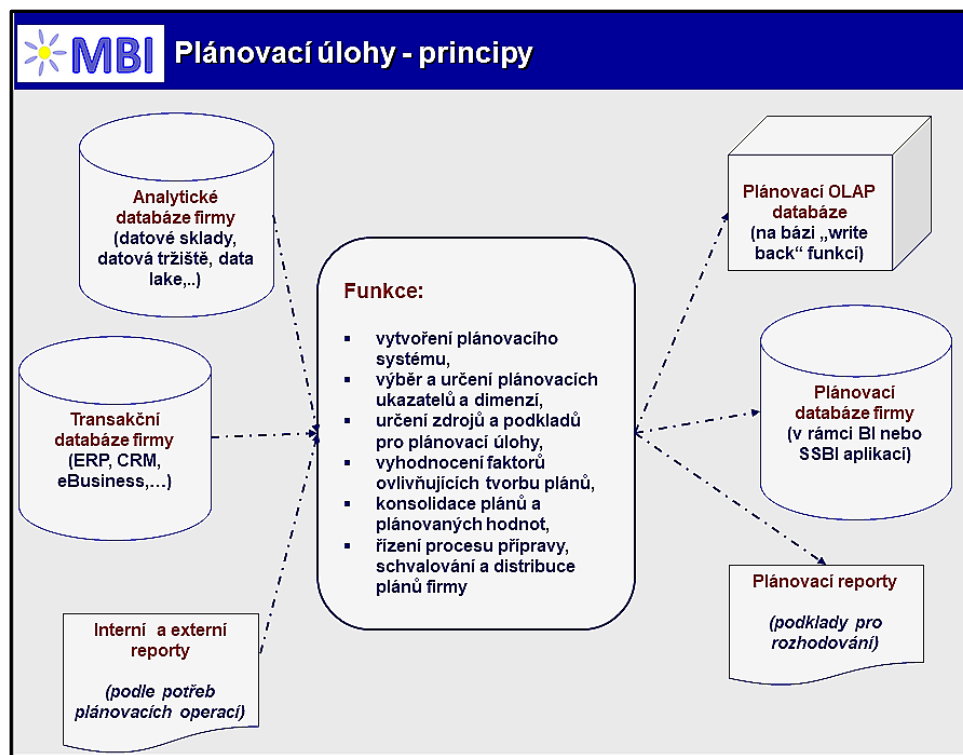 MBI
Plánovací úlohy - principy
Analytické
databáze firmy
(datové sklady,
datová tržiště, data
lake,..)
Transakční
databáze firmy
(ERP, CRM,
eBusiness,…)
Interní a externí
reporty
(podle potřeb
plánovacích operací)
Funkce:
▪ vytvoření plánovacího
systému,
▪ výběr a určení plánovacích
ukazatelů a dimenzí,
▪ určení zdrojů a podkladů
pro plánovací úlohy,
▪ vyhodnocení faktorů
ovlivňujících tvorbu plánů,
▪ konsolidace plánů a
plánovaných hodnot,
▪ řízení procesu přípravy,
schvalování a distribuce
plánů firmy
Plánovací OLAP
databáze
(na bázi „write
back“ funkcí)
Plánovací
databáze firmy
(v rámci BI nebo
SSBI aplikací)
Plánovací reporty
(podklady pro
rozhodování)